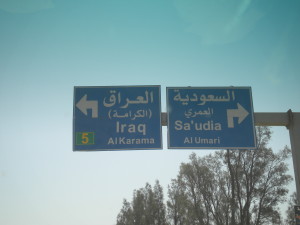 العراق
(الكرامة)
Iraq
Al Karama
5
السعودية
العمري
Sa'udia
Al Umari